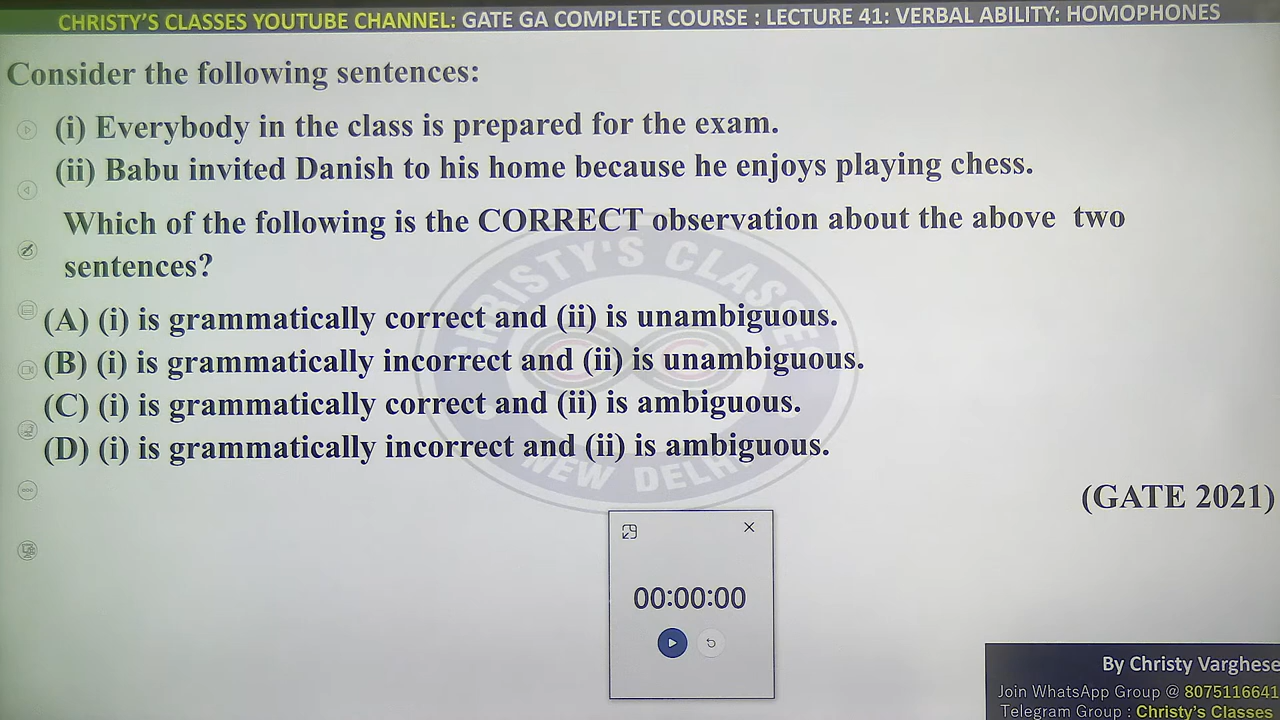 CHRISTY'S CLASSES YOUTUBE CHANNEL: GATE GA COMPLETE COURSE : LECTURE 41: VERBAL ABILITY: HOMOPHONES
Consider the following sentences:
(i) Everybody in the class is prepared for the exam.
(ii) Babu invited Danish to his home because he enjoys playing chess.
Which of the following is the CORRECT observation about the above two
sentences?
(A) (i) is grammatically correct and (ii) is unambiguous.
(B) (i) is grammatically incorrect and (ii) is unambiguous.
(C) (i) is grammatically correct and (ii) is ambiguous.
(D) (i) is grammatically incorrect and (ii) is ambiguous.
CHRISTY'S CLASSES
NEW DELHI
(GATE 2021)
00:00:00
By Christy Varghese
Join WhatsApp Group @ 8075116641
Telegram Group : Christy's Classes